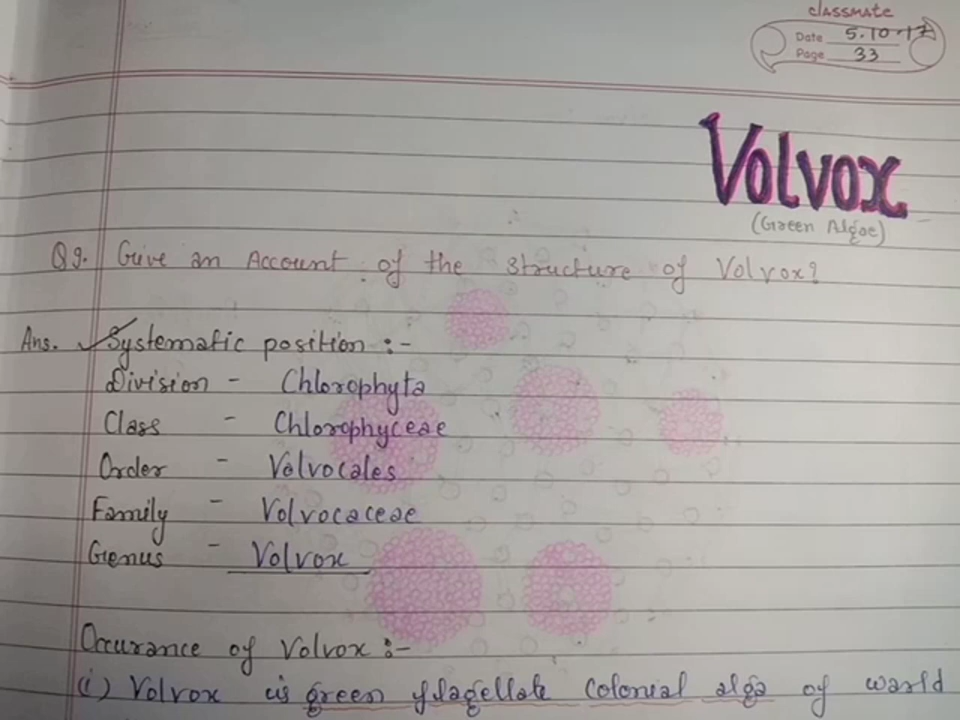 classmate
Date 5.10.17
Page 33
Volvox
(Green Algae)
Q9. Give an Account of the structure of Volvox?
Ans. Systematic position :-
Division - Chlorophyta
Class - Chlorophyceae
Order - Volvocales
Family - Volvocaceae
Genus - Volvox
Occurance of Volvox :-
(i) Volvox is green flagellate colonial alga of world